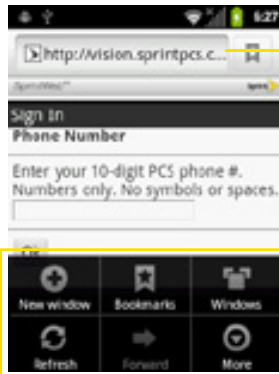 6:27
http://vision.sprintpcs.c...
Sign In
Phone Number
Enter your 10-digit PCS phone #.
Numbers only. No symbols or spaces.
New window Bookmarks Windows
Refresh Forward More